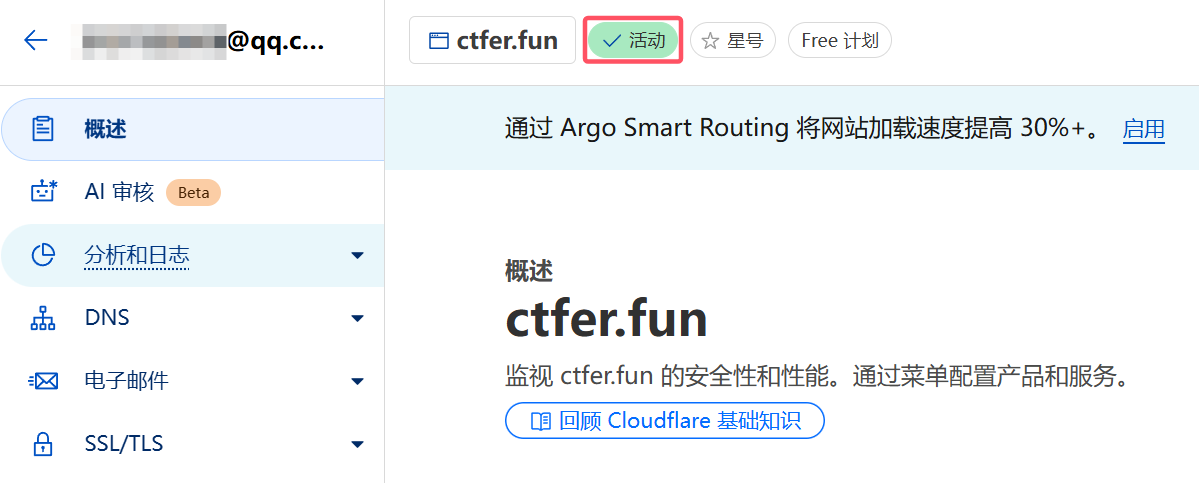 @qq.c...
ctfer.fun
活动
星号
Free 计划
概述
AI 审核
Beta
分析和日志
DNS
电子邮件
SSL/TLS
通过 Argo Smart Routing 将网站加载速度提高 30%+。 启用
概述
ctfer.fun
监视 ctfer.fun 的安全性和性能。通过菜单配置产品和服务。
回顾 Cloudflare 基础知识